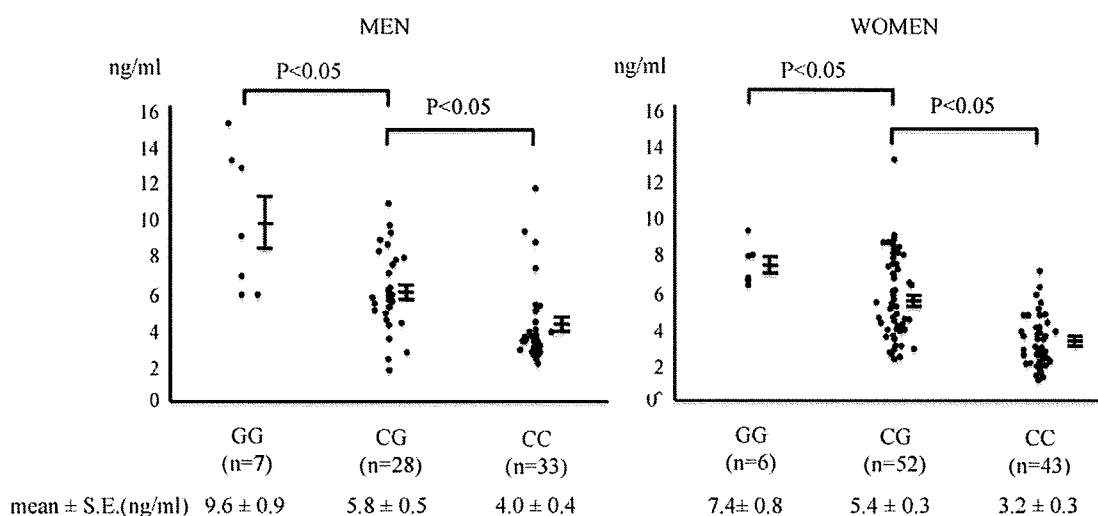 MEN
WOMEN
ng/ml
P<0.05
P<0.05
16
14
12
10
8
6
4
2
0
GG
CG
CC
(n=7)
(n=28)
(n=33)
ng/ml
P<0.05
P<0.05
16
14
12
10
8
6
4
2
0
GG
CG
CC
(n=6)
(n=52)
(n=43)
mean ± S.E.(ng/ml) 9.6 ± 0.9 5.8 ± 0.5 4.0 ± 0.4 7.4 ± 0.8 5.4 ± 0.3 3.2 ± 0.3